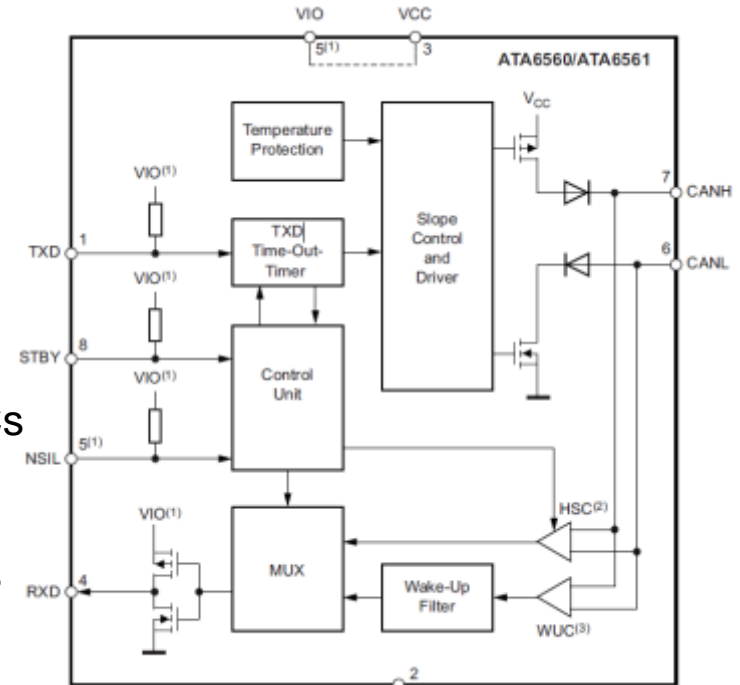 VIO VCC
5(1) 3
ATA6560/ATA6561
VCC
Temperature
Protection
VIO(1)
7
CANH
TXD
1
TXD
Time-Out-
Timer
Slope
Control
and
Driver
6
CANL
VIO(1)
STBY
8
Control
Unit
VIO(1)
s
NSIL
5(1)
HSC(2)
VIO(1)
MUX
RXD
4
Wake-Up
Filter
WUC(3)
2